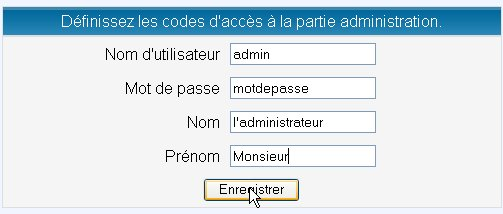 Définissez les codes d'accès à la partie administration.
Nom d'utilisateur admin
Mot de passe motdepasse
Nom l'administrateur
Prénom Monsieur
Enregistrer